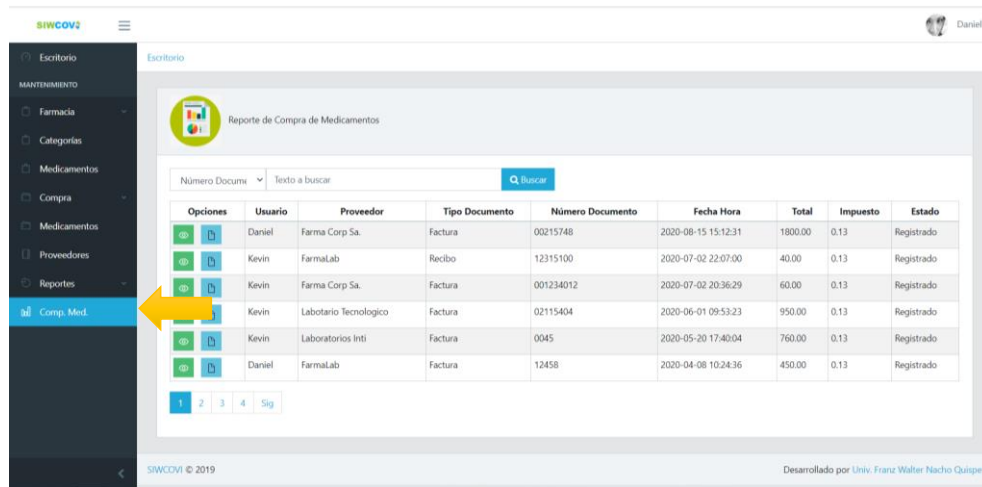 SIWCOVI
Daniel
Escritorio
Escritorio
MANTENIMIENTO
Farmacia
Categorías
Medicamentos
Compra
Medicamentos
Proveedores
Reportes
Comp. Med.
Reporte de Compra de Medicamentos
Número Docume Texto a buscar Buscar
Opciones Usuario Proveedor Tipo Documento Número Documento Fecha Hora Total Impuesto Estado
Daniel Farma Corp Sa. Factura 00215748 2020-08-15 15:12:31 1800.00 0.13 Registrado
Kevin FarmaLab Recibo 12315100 2020-07-02 22:07:00 40.00 0.13 Registrado
Kevin Farma Corp Sa. Factura 001234012 2020-07-02 20:36:29 60.00 0.13 Registrado
Kevin Labotario Tecnologico Factura 02115404 2020-06-01 09:53:23 950.00 0.13 Registrado
Kevin Laboratorios Inti Factura 0045 2020-05-20 17:40:04 760.00 0.13 Registrado
Daniel FarmaLab Factura 12458 2020-04-08 10:24:36 450.00 0.13 Registrado
1 2 3 4 Sig
SIWCOVI © 2019
Desarrollado por Univ. Franz Walter Nacho Quispe